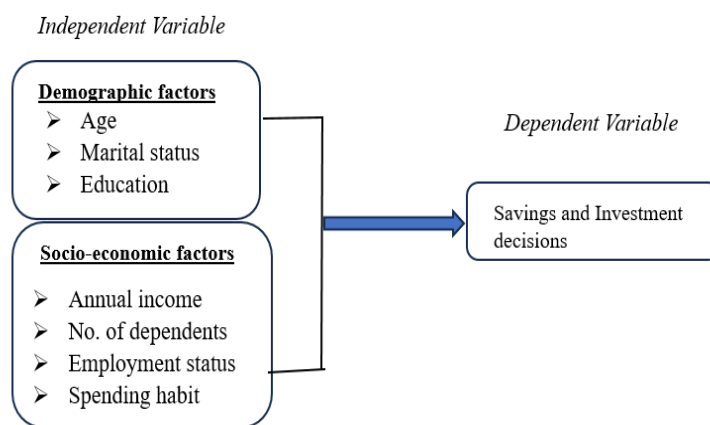 Independent Variable
Demographic factors
➢ Age
➢ Marital status
➢ Education
Socio-economic factors
➢ Annual income
➢ No. of dependents
➢ Employment status
➢ Spending habit
Dependent Variable
Savings and Investment
decisions